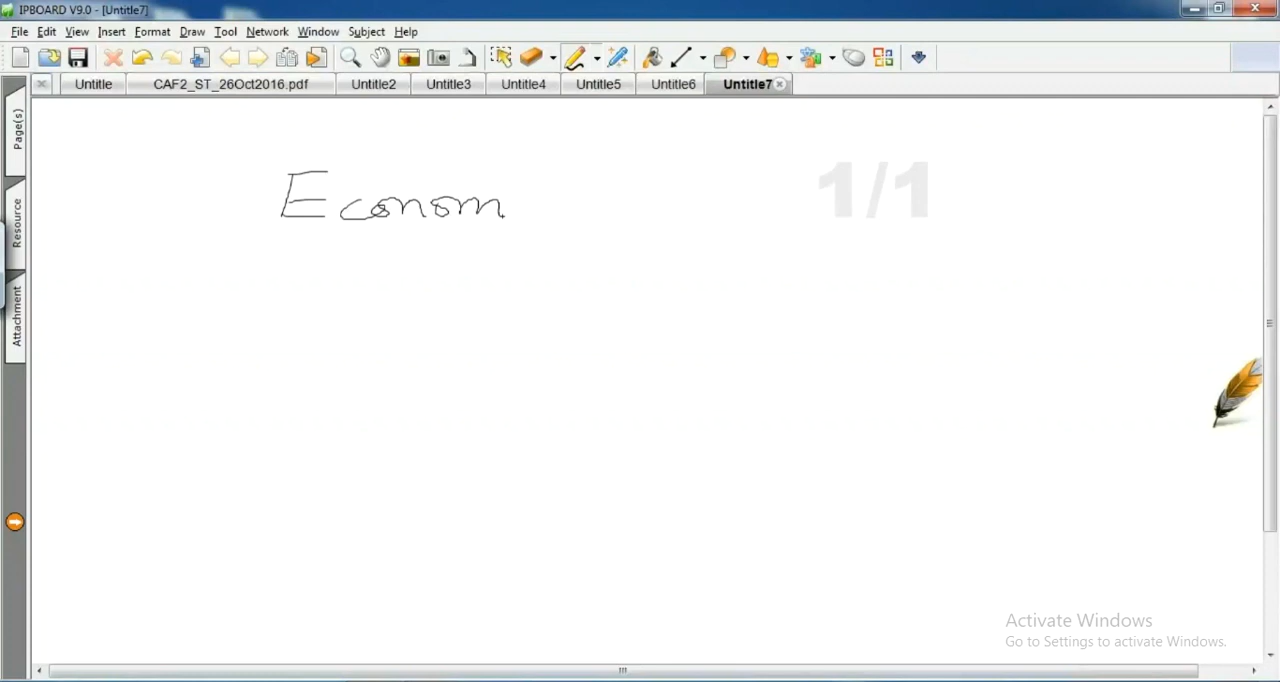 IPBOARD V9.0 - [Untitle7]
File Edit View Insert Format Draw Tool Network Window Subject Help
Untitle CAF2_ST_26Oct2016.pdf Untitle2 Untitle3 Untitle4 Untitle5 Untitle6 Untitle7
Page(s)
Resource
Attachment
Econom
1/1
Activate Windows
Go to Settings to activate Windows.